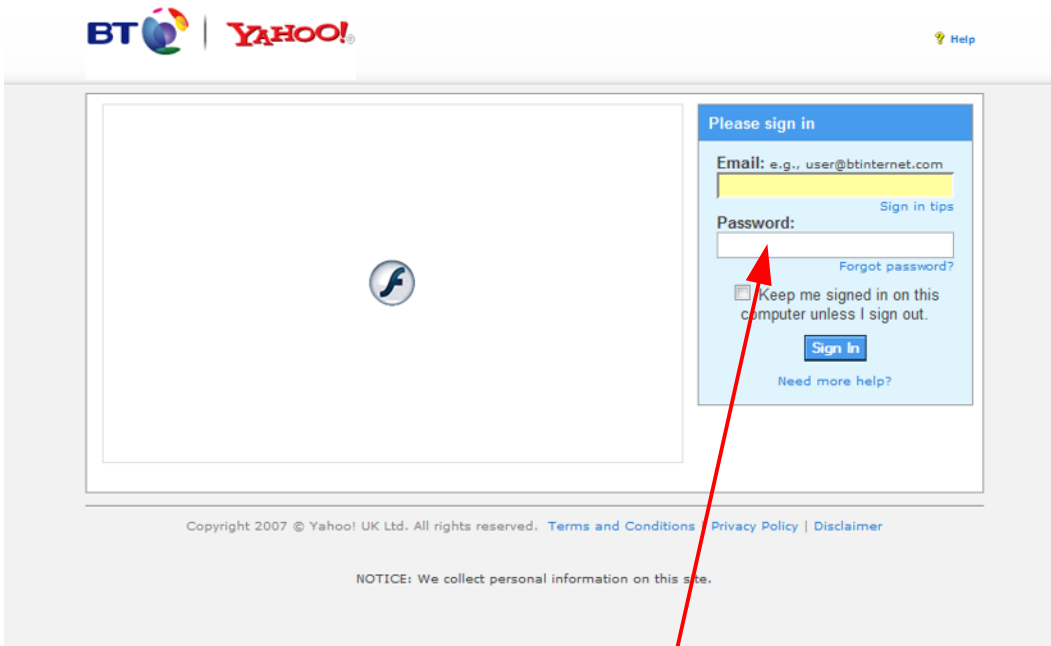 BT YAHOO!
Help
Please sign in
Email: e.g., user@btinternet.com
Sign in tips
Password:
Forgot password?
Keep me signed in on this
computer unless I sign out.
Sign In
Need more help?
Copyright 2007 © Yahoo! UK Ltd. All rights reserved. Terms and Conditions | Privacy Policy | Disclaimer
NOTICE: We collect personal information on this site.